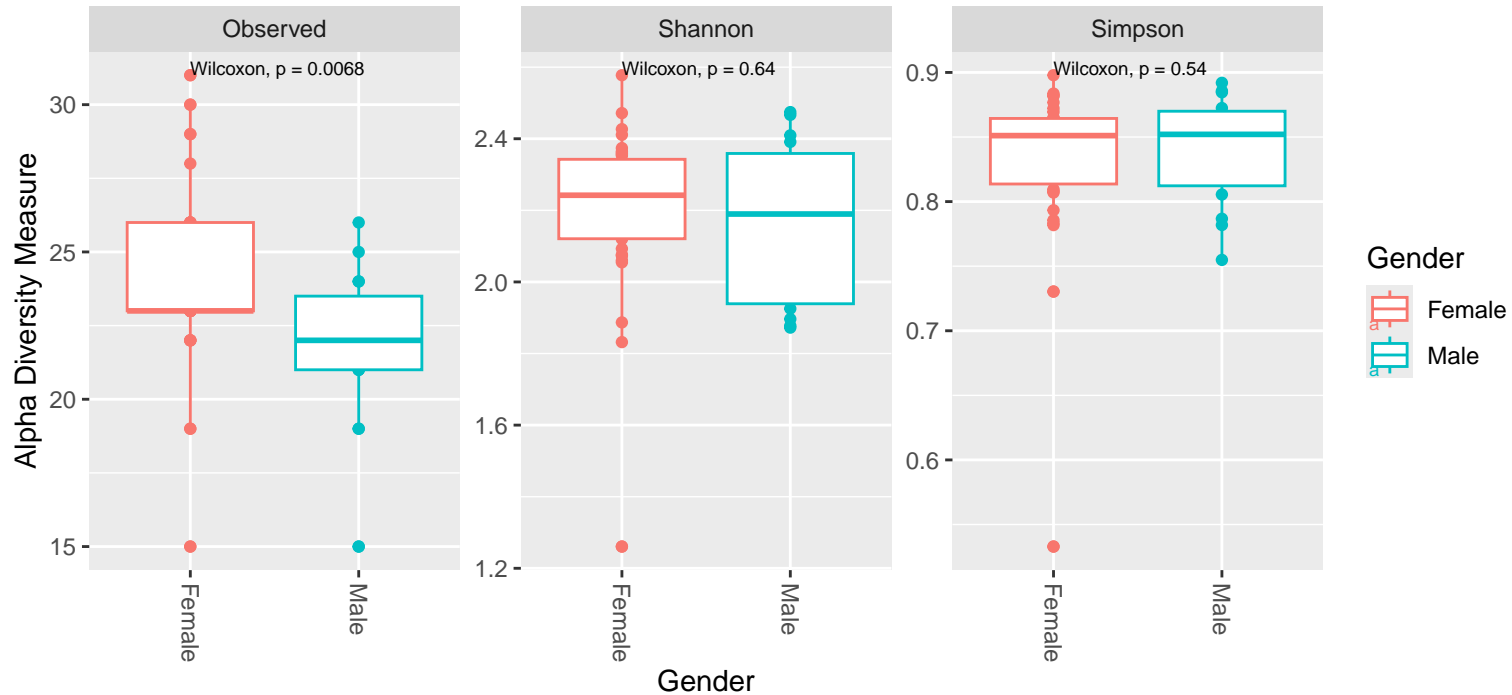 Observed
Shannon
Simpson
Wilcoxon, p = 0.0068
Wilcoxon, p = 0.64
Wilcoxon, p = 0.54
Alpha Diversity Measure
30
25
20
15
2.4
2.0
1.6
1.2
0.9
0.8
0.7
0.6
Female
Male
Female
Male
Female
Male
Gender
Gender
a Female
a Male